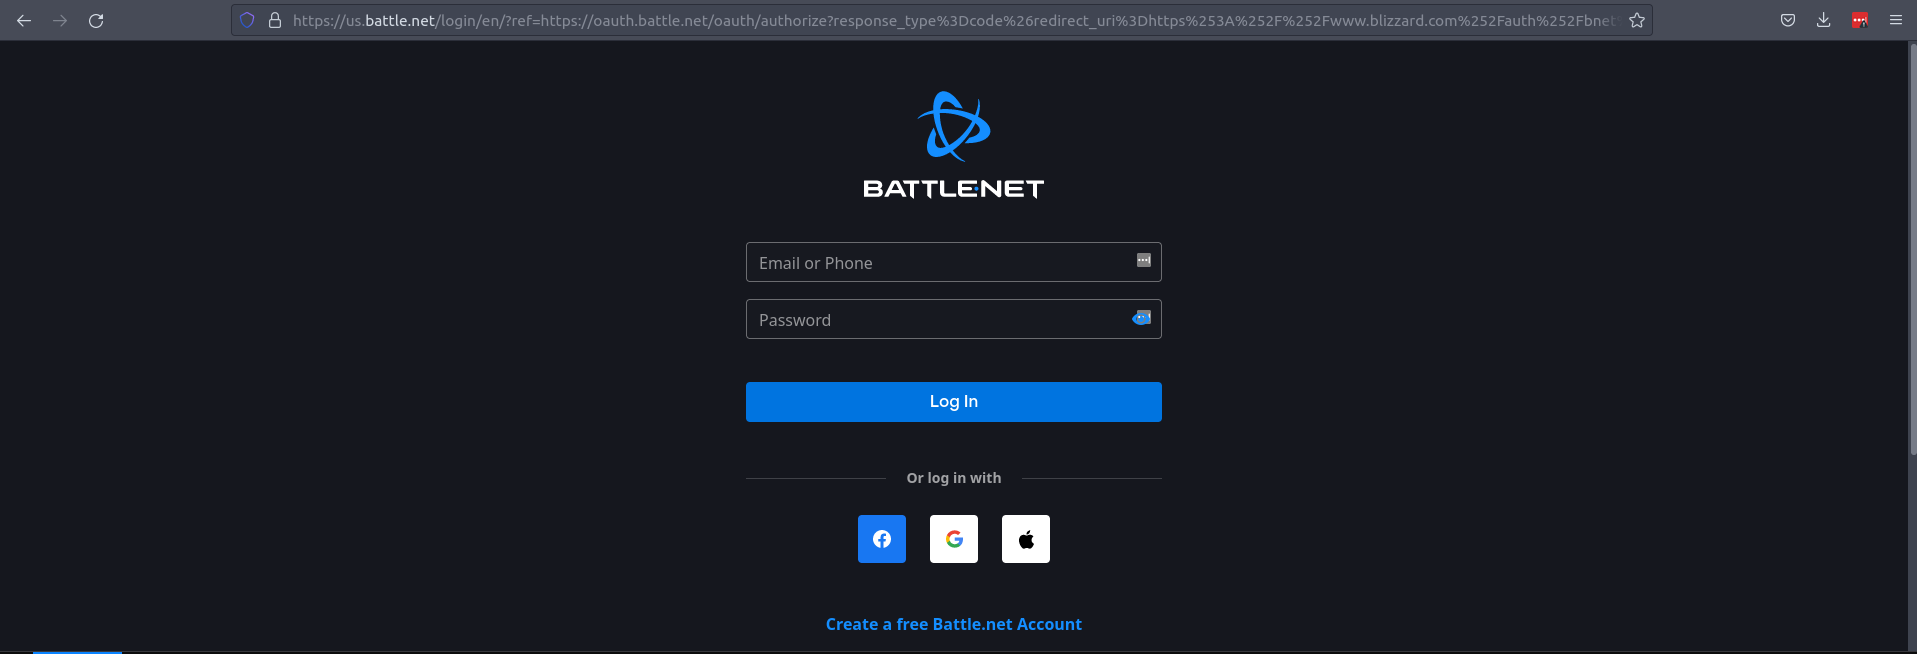 https://us.battle.net/login/en/?ref=https://oauth.battle.net/oauth/authorize?response_type%3Dcode%26redirect_uri%3Dhttps%253A%252F%252Fwww.blizzard.com%252Fauth%252Fbnet
BATTLE.NET
Email or Phone
Password
Log In
Or log in with
Create a free Battle.net Account